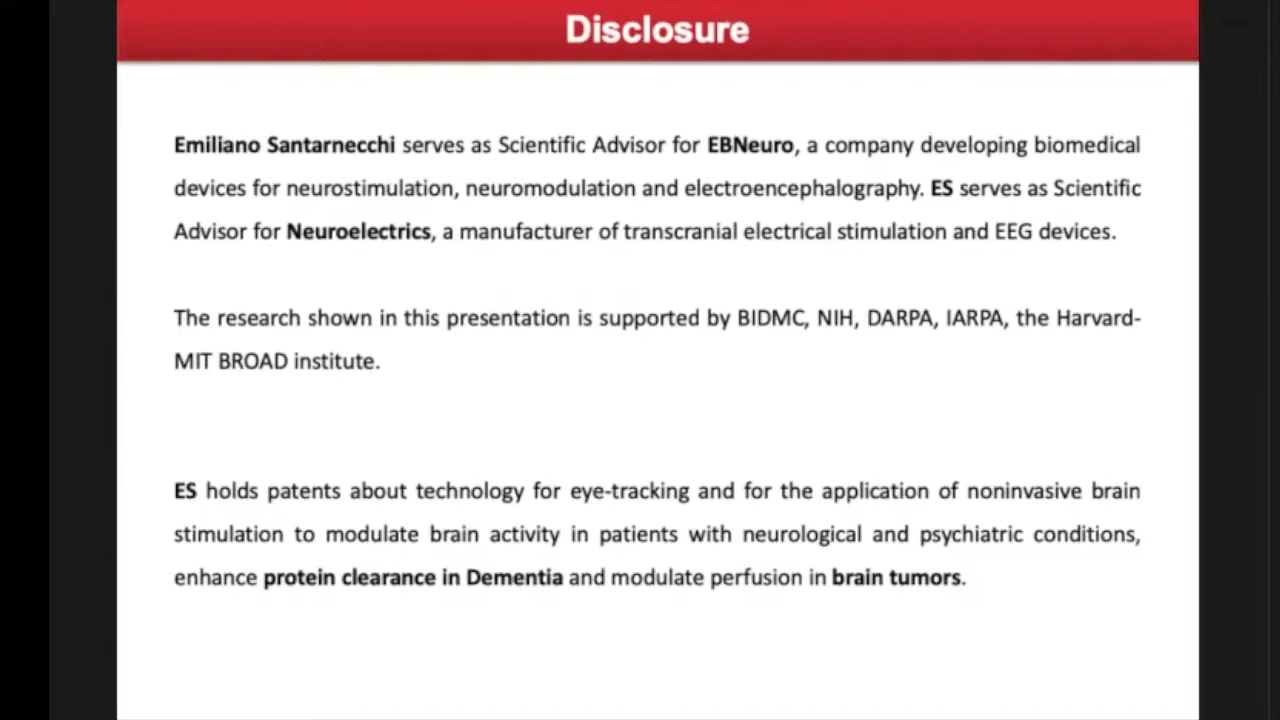 Disclosure
Emiliano Santarnecchi serves as Scientific Advisor for EBNeuro, a company developing biomedical
devices for neurostimulation, neuromodulation and electroencephalography. ES serves as Scientific
Advisor for Neuroelectrics, a manufacturer of transcranial electrical stimulation and EEG devices.
The research shown in this presentation is supported by BIDMC, NIH, DARPA, IARPA, the Harvard-
MIT BROAD institute.
ES holds patents about technology for eye-tracking and for the application of noninvasive brain
stimulation to modulate brain activity in patients with neurological and psychiatric conditions,
enhance protein clearance in Dementia and modulate perfusion in brain tumors.